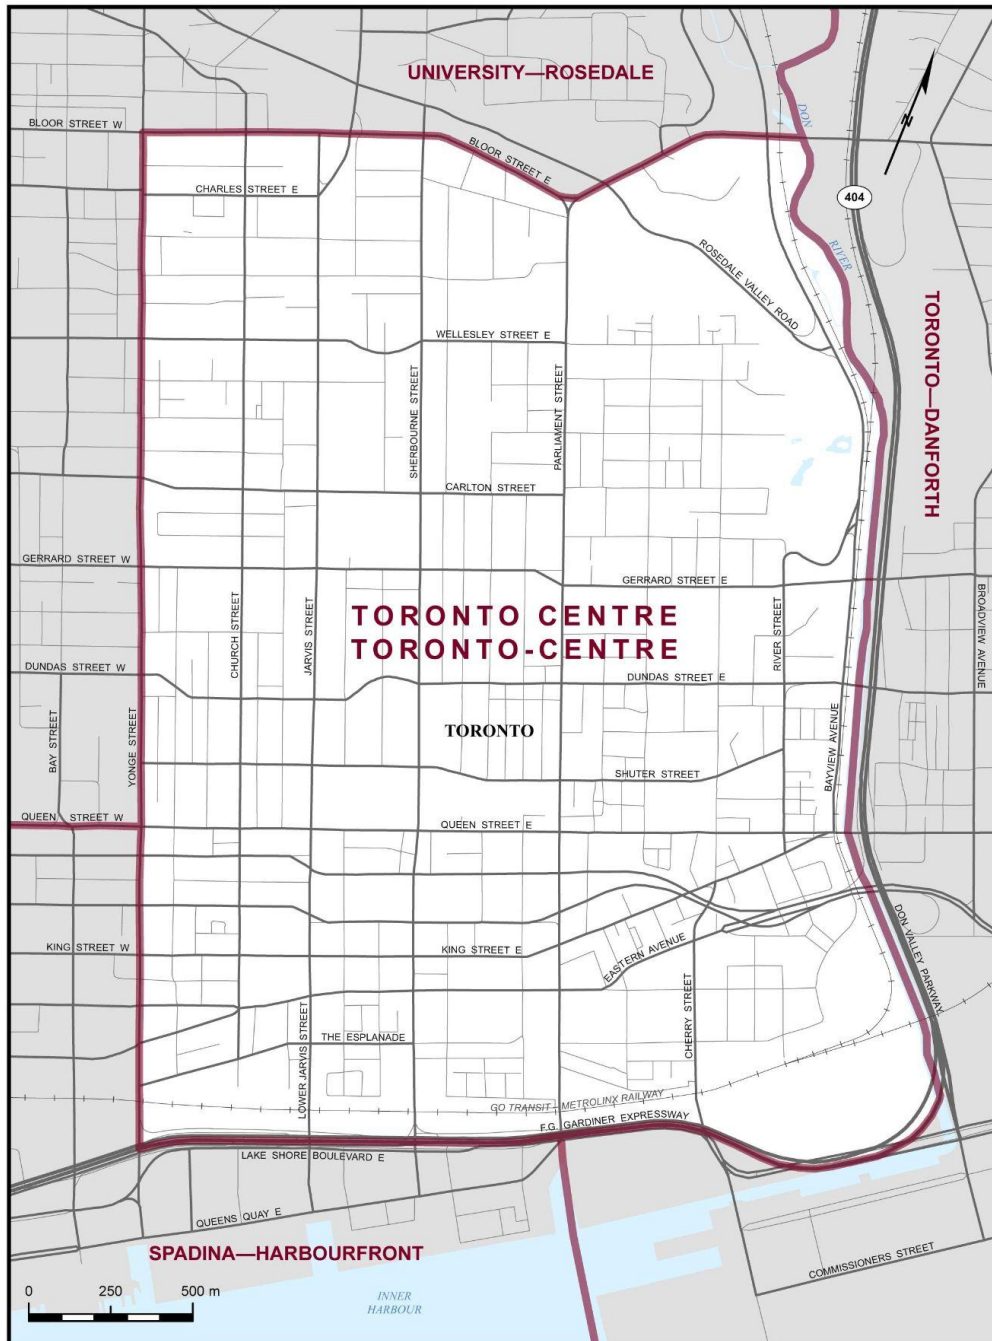 UNIVERSITY—ROSEDALE
BLOOR STREET W
BLOOR STREET E
DON
N
CHARLES STREET E
404
RIVER
ROSEDALE VALLEY ROAD
TORONTO—DANFORTH
WELLESLEY STREET E
SHERBOURNE STREET
PARLIAMENT STREET
CARLTON STREET
GERRARD STREET W
GERRARD STREET E
CHURCH STREET
JARVIS STREET
TORONTO CENTRE
TORONTO-CENTRE
RIVER STREET
BROADVIEW AVENUE
DUNDAS STREET W
DUNDAS STREET E
BAY STREET
YONGE STREET
TORONTO
BAYVIEW AVENUE
SHUTER STREET
QUEEN STREET W
QUEEN STREET E
KING STREET W
KING STREET E
EASTERN AVENUE
DON VALLEY PARKWAY
LOWER JARVIS STREET
THE ESPLANADE
CHERRY STREET
GO TRANSIT - METROLINX RAILWAY
F.G. GARDINER EXPRESSWAY
LAKE SHORE BOULEVARD E
QUEENS QUAY E
SPADINA—HARBOURFRONT
COMMISSIONERS STREET
0 250 500 m
INNER
HARBOUR